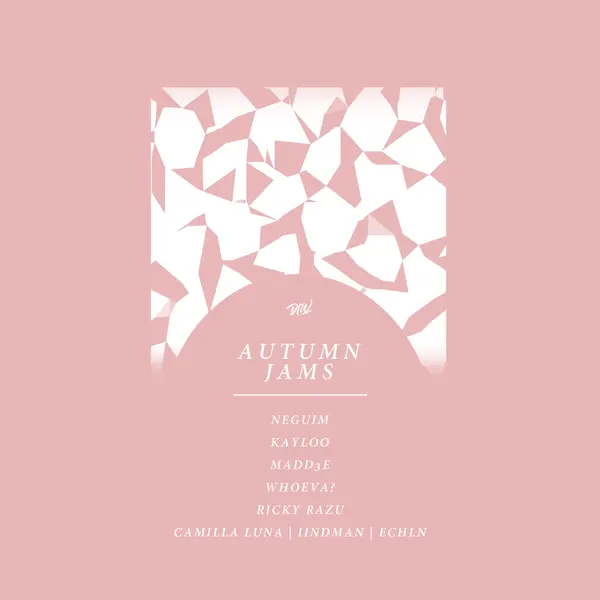 AUTUMN
JAMS
NEGUIM
KAYLOO
MADD3E
WHOEVA?
RICKY RAZU
CAMILLA LUNA | IINDMAN | ECHLN